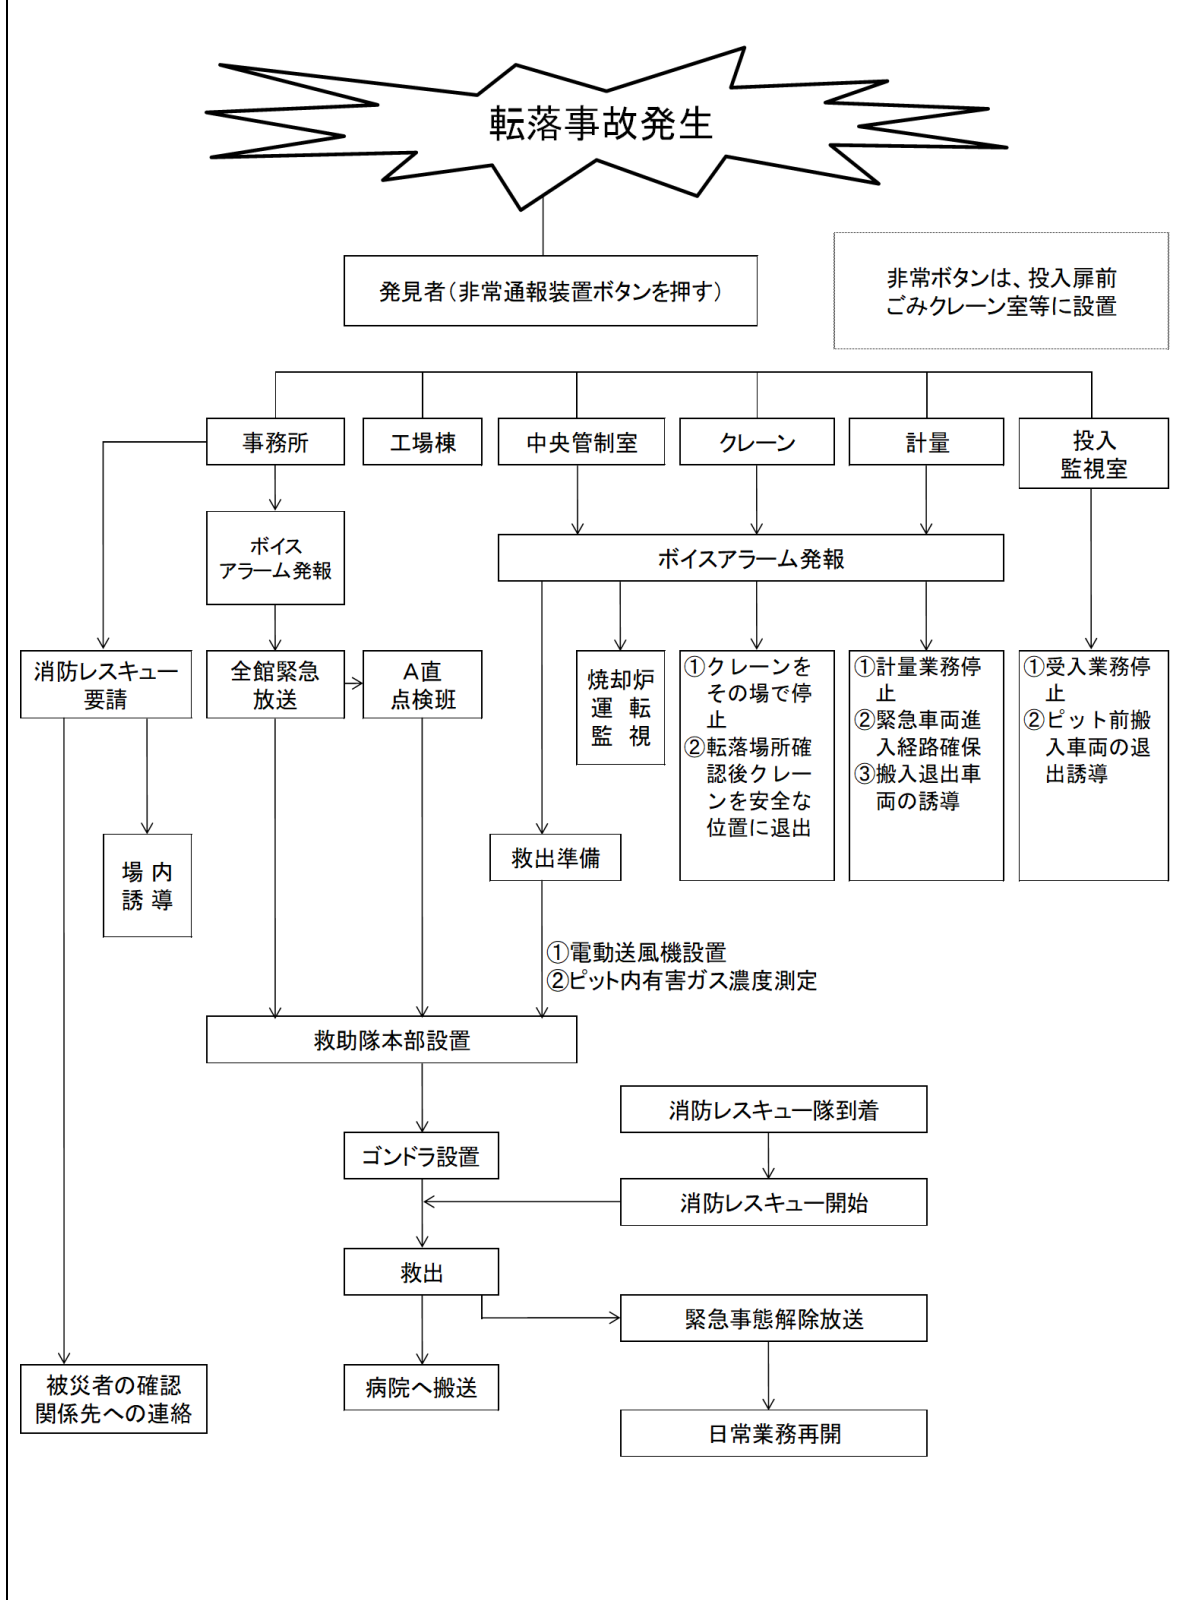 転落事故発生
発見者（非常通報装置ボタンを押す）
非常ボタンは、投入扉前
ごみクレーン室等に設置
事務所
工場棟
中央管制室
クレーン
計量
投入
監視室
ボイス
アラーム発報
ボイスアラーム発報
消防レスキュー
要請
全館緊急
放送
A直
点検班
焼却炉
運　転
監　視
①クレーンを
その場で停
止
②転落場所確
認後クレー
ンを安全な
位置に退出
①計量業務停
止
②緊急車両進
入経路確保
③搬入退出車
両の誘導
①受入業務停
止
②ピット前搬
入車両の退
出誘導
場 内
誘 導
救出準備
①電動送風機設置
②ピット内有害ガス濃度測定
救助隊本部設置
消防レスキュー隊到着
ゴンドラ設置
消防レスキュー開始
救出
緊急事態解除放送
被災者の確認
関係先への連絡
病院へ搬送
日常業務再開